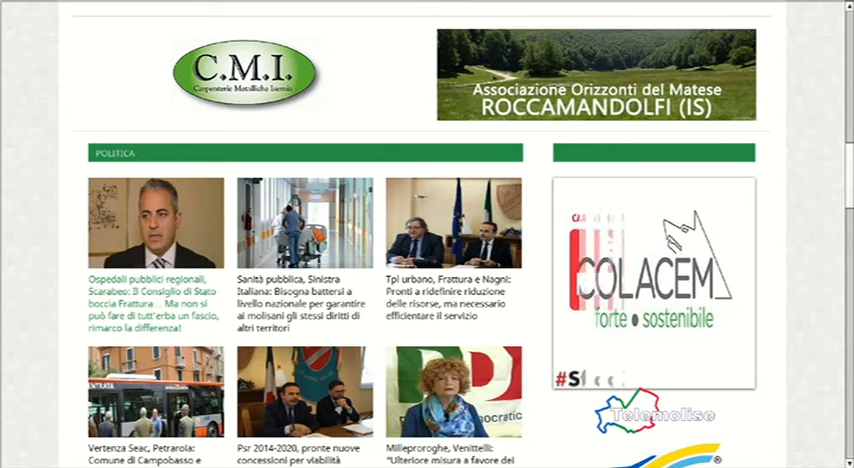 C.M.I.
Carpenterie Metalliche Isernia
Associazione Orizzonti del Matese
ROCCAMANDOLFI (IS)
POLITICA
Ospedali pubblici regionali,
Scarabeo: Il Consiglio di Stato
boccia Frattura... Ma non si
può fare di tutt'erba un fascio,
rimarco la differenza!
Sanità pubblica, Sinistra
Italiana: Bisogna battersi a
livello nazionale per garantire
ai molisani gli stessi diritti di
altri territori
Tpl urbano, Frattura e Nagni:
Pronti a ridefinire riduzione
delle risorse, ma necessario
efficientare il servizio
COLACEM
forte • sostenibile
ENTRATA
PD
Vertenza Seac, Petraroia:
Comune di Campobasso e
Psr 2014-2020, pronte nuove
concessioni per viabilità
Milleproroghe, Venittelli:
"Ulteriore misura a favore dei
Telemolise
®